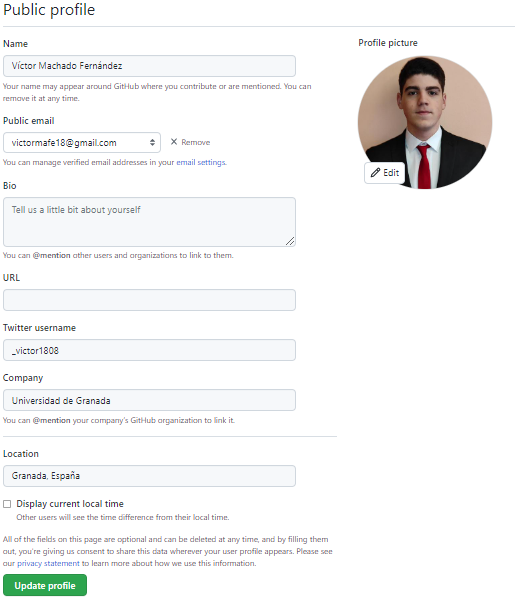 Public profile
Name
Profile picture
Víctor Machado Fernández
Your name may appear around GitHub where you contribute or are mentioned. You can
remove it at any time.
Public email
victormafe18@gmail.com
Remove
You can manage verified email addresses in your email settings.
Edit
Bio
Tell us a little bit about yourself
You can @mention other users and organizations to link to them.
URL
Twitter username
_victor1808
Company
Universidad de Granada
You can @mention your company's GitHub organization to link it.
Location
Granada, España
Display current local time
Other users will see the time difference from their local time.
All of the fields on this page are optional and can be deleted at any time, and by filling them
out, you're giving us consent to share this data wherever your user profile appears. Please see
our privacy statement to learn more about how we use this information.
Update profile